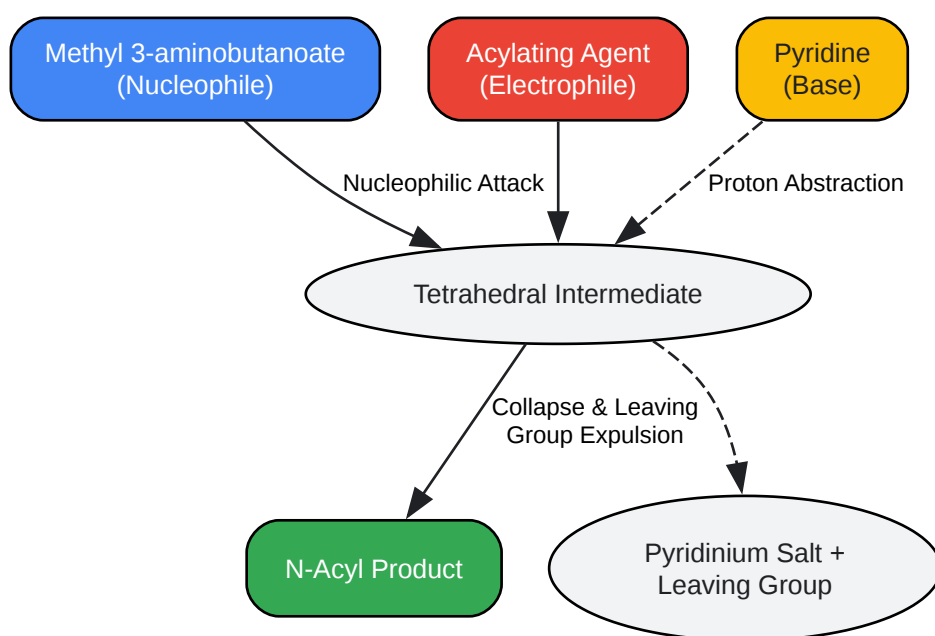 Methyl 3-aminobutanoate
(Nucleophile)
Acylating Agent
(Electrophile)
Pyridine
(Base)
Nucleophilic Attack
Proton Abstraction
Tetrahedral Intermediate
Collapse & Leaving
Group Expulsion
N-Acyl Product
Pyridinium Salt +
Leaving Group